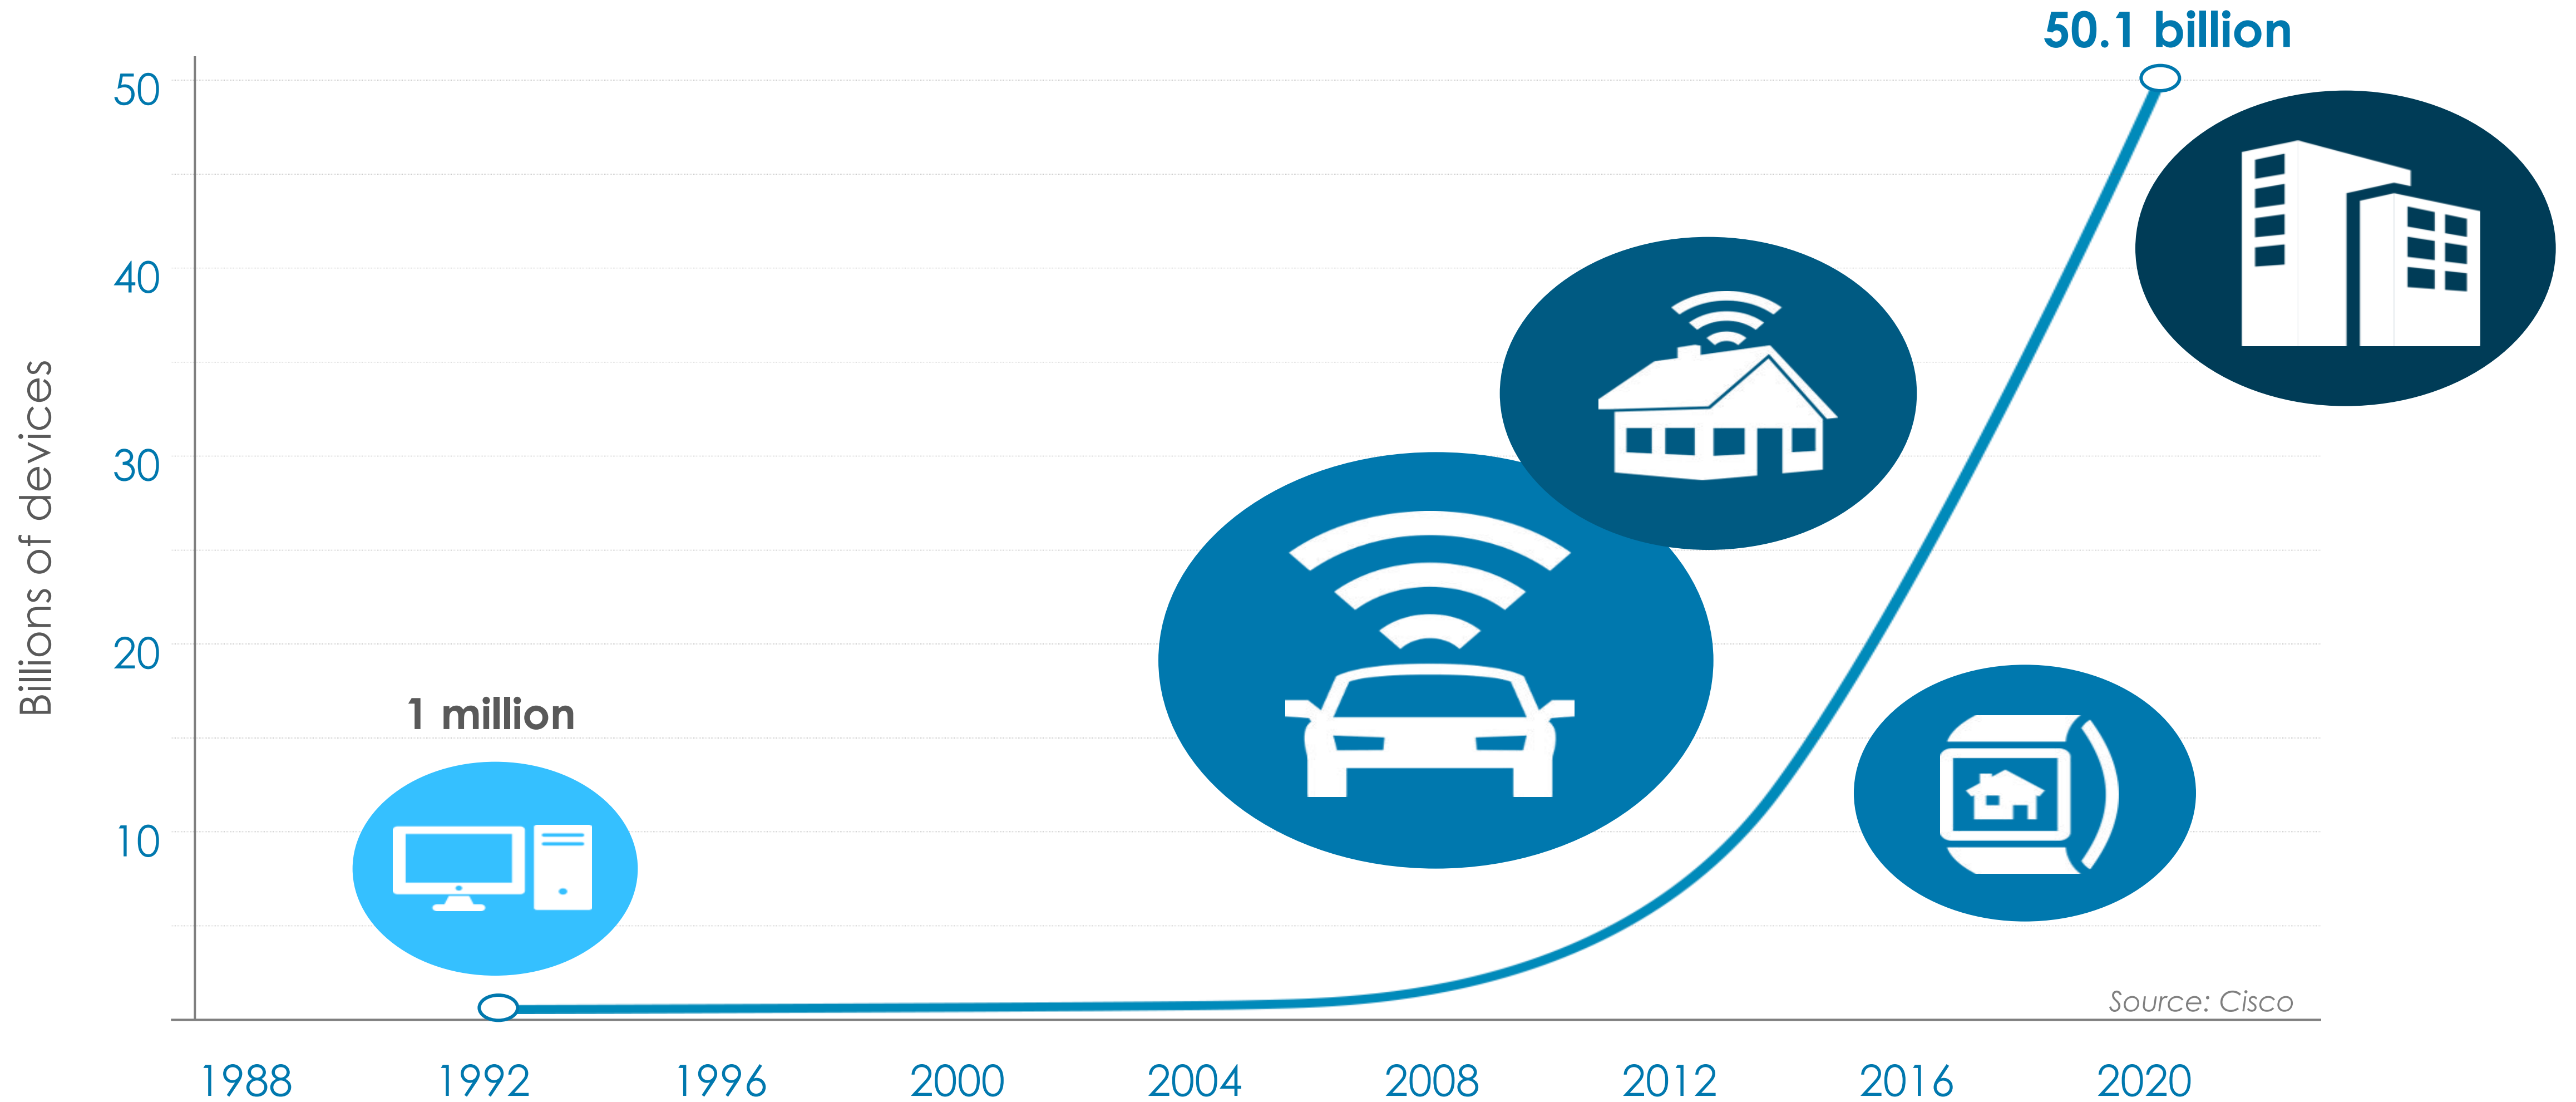 50.1 billion
50
40
30
20
10
Billions of devices
1 million
Source: Cisco
1988 1992 1996 2000 2004 2008 2012 2016 2020